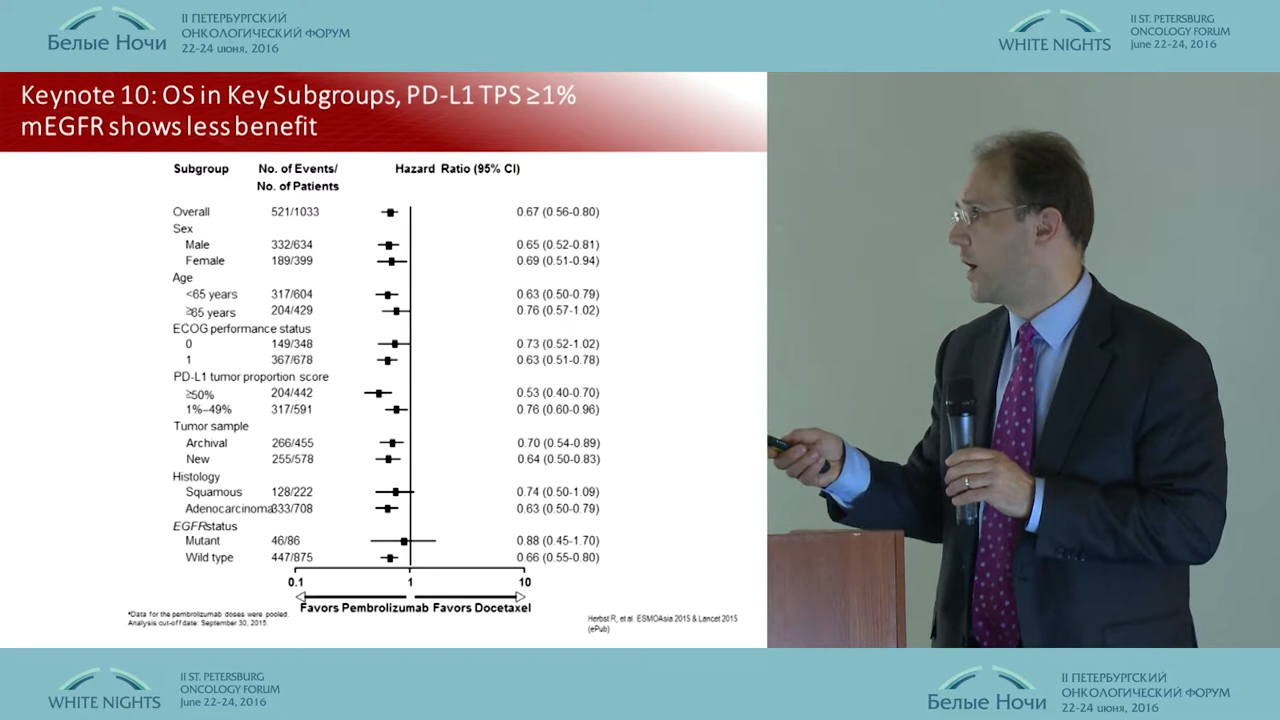 Белые Ночи
II ПЕТЕРБУРГСКИЙ
ОНКОЛОГИЧЕСКИЙ ФОРУМ
22-24 июня, 2016
WHITE NIGHTS
II ST. PETERSBURG
ONCOLOGY FORUM
June 22-24, 2016
Keynote 10: OS in Key Subgroups, PD-L1 TPS ≥1%
mEGFR shows less benefit
Subgroup No. of Events/ Hazard Ratio (95% CI)
No. of Patients
Overall 521/1033 0.67 (0.56-0.80)
Sex
Male 332/634 0.65 (0.52-0.81)
Female 189/399 0.69 (0.51-0.94)
Age
<65 years 317/604 0.63 (0.50-0.79)
≥65 years 204/429 0.76 (0.57-1.02)
ECOG performance status
0 149/348 0.73 (0.52-1.02)
1 367/678 0.63 (0.51-0.78)
PD-L1 tumor proportion score
≥50% 204/442 0.53 (0.40-0.70)
1%–49% 317/591 0.76 (0.60-0.96)
Tumor sample
Archival 266/455 0.70 (0.54-0.89)
New 255/578 0.64 (0.50-0.83)
Histology
Squamous 128/222 0.74 (0.50-1.09)
Adenocarcinoma 333/708 0.63 (0.50-0.79)
EGFR status
Mutant 46/86 0.88 (0.45-1.70)
Wild type 447/875 0.66 (0.55-0.80)
0.1 1 10
Favors Pembrolizumab Favors Docetaxel
*Data for the pembrolizumab doses were pooled.
Analysis cut-off date: September 30, 2015.
Herbst R, et al. ESMOAsia 2015 & Lancet 2015
(ePub)
WHITE NIGHTS
II ST. PETERSBURG
ONCOLOGY FORUM
June 22-24, 2016
Белые Ночи
II ПЕТЕРБУРГСКИЙ
ОНКОЛОГИЧЕСКИЙ ФОРУМ
22-24 июня, 2016